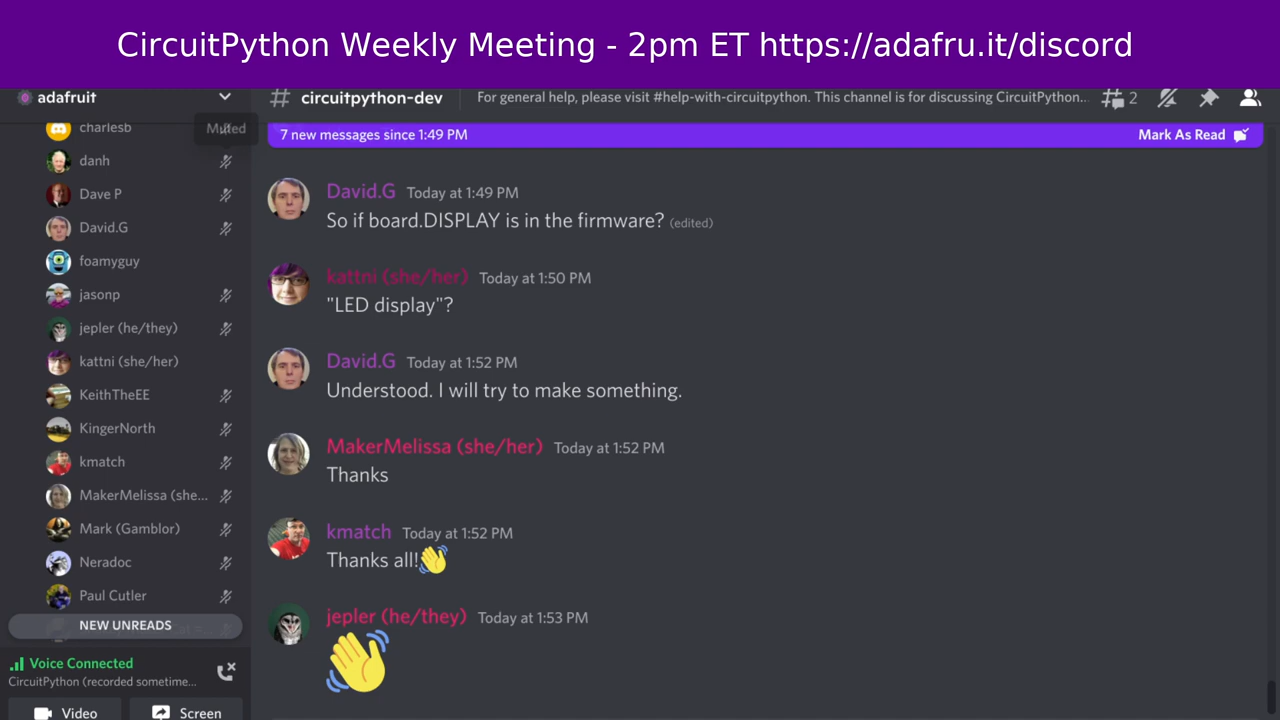 CircuitPython Weekly Meeting - 2pm ET https://adafru.it/discord
adafruit
# circuitpython-dev
For general help, please visit #help-with-circuitpython. This channel is for discussing CircuitPython...
2
charlesb
Muted
danh
Dave P
David.G
foamyguy
jasonp
jepler (he/they)
kattni (she/her)
KeithTheEE
KingerNorth
kmatch
MakerMelissa (she...
Mark (Gamblor)
Neradoc
Paul Cutler
NEW UNREADS
Voice Connected
CircuitPython (recorded sometime...
Video
Screen
7 new messages since 1:49 PM
Mark As Read
David.G Today at 1:49 PM
So if board.DISPLAY is in the firmware? (edited)
kattni (she/her) Today at 1:50 PM
"LED display"?
David.G Today at 1:52 PM
Understood. I will try to make something.
MakerMelissa (she/her) Today at 1:52 PM
Thanks
kmatch Today at 1:52 PM
Thanks all!👋
jepler (he/they) Today at 1:53 PM
👋